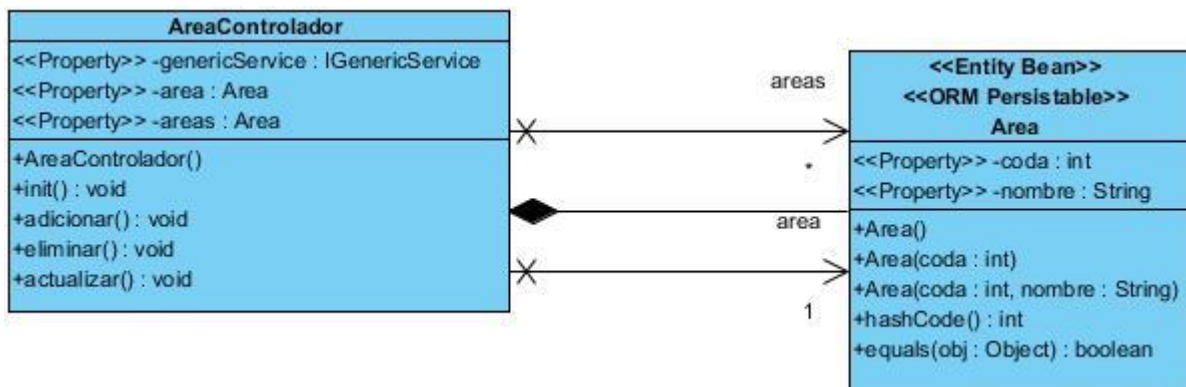 AreaControlador
<<Property>> -genericService : IGenericService
<<Property>> -area : Area
<<Property>> -areas : Area
+AreaControlador()
+init() : void
+adicionar() : void
+eliminar() : void
+actualizar() : void
areas
*
area
1
<<Entity Bean>>
<<ORM Persistable>>
Area
<<Property>> -coda : int
<<Property>> -nombre : String
+Area()
+Area(coda : int)
+Area(coda : int, nombre : String)
+hashCode() : int
+equals(obj : Object) : boolean